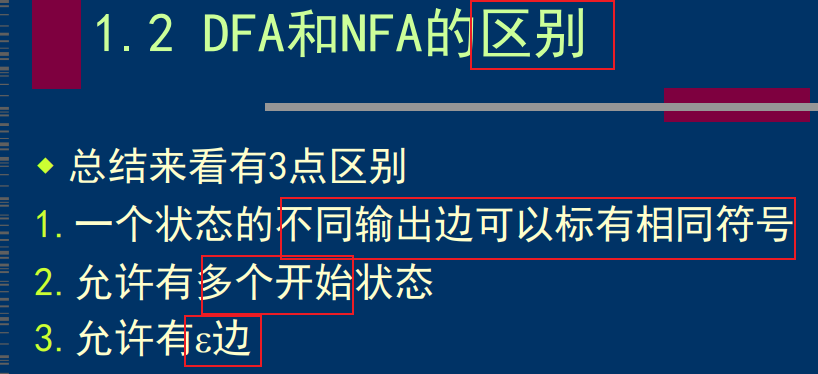 1.2 DFA和NFA的区别
总结来看有3点区别
1. 一个状态的不同输出边可以标有相同符号
2. 允许有多个开始状态
3. 允许有ε边